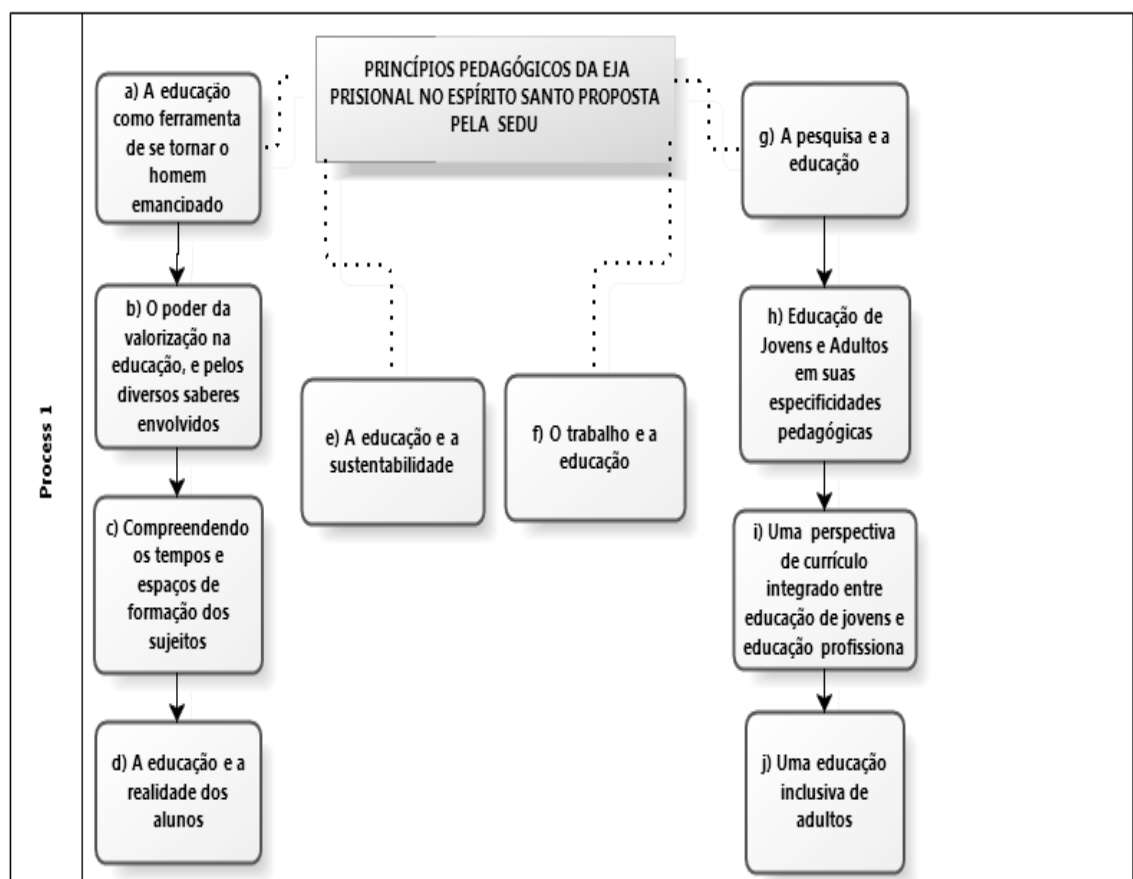 Process 1
PRINCÍPIOS PEDAGÓGICOS DA EJA
PRISIONAL NO ESPÍRITO SANTO PROPOSTA
PELA SEDU
a) A educação
como ferramenta
de se tornar o
homem
emancipado
b) O poder da
valorização na
educação, e pelos
diversos saberes
envolvidos
c) Compreendendo
os tempos e
espaços de
formação dos
sujeitos
d) A educação e a
realidade dos
alunos
e) A educação e a
sustentabilidade
f) O trabalho e a
educação
g) A pesquisa e a
educação
h) Educação de
Jovens e Adultos
em suas
especificidades
pedagógicas
i) Uma perspectiva
de currículo
integrado entre
educação de jovens e
educação profissiona
j) Uma educação
inclusiva de
adultos